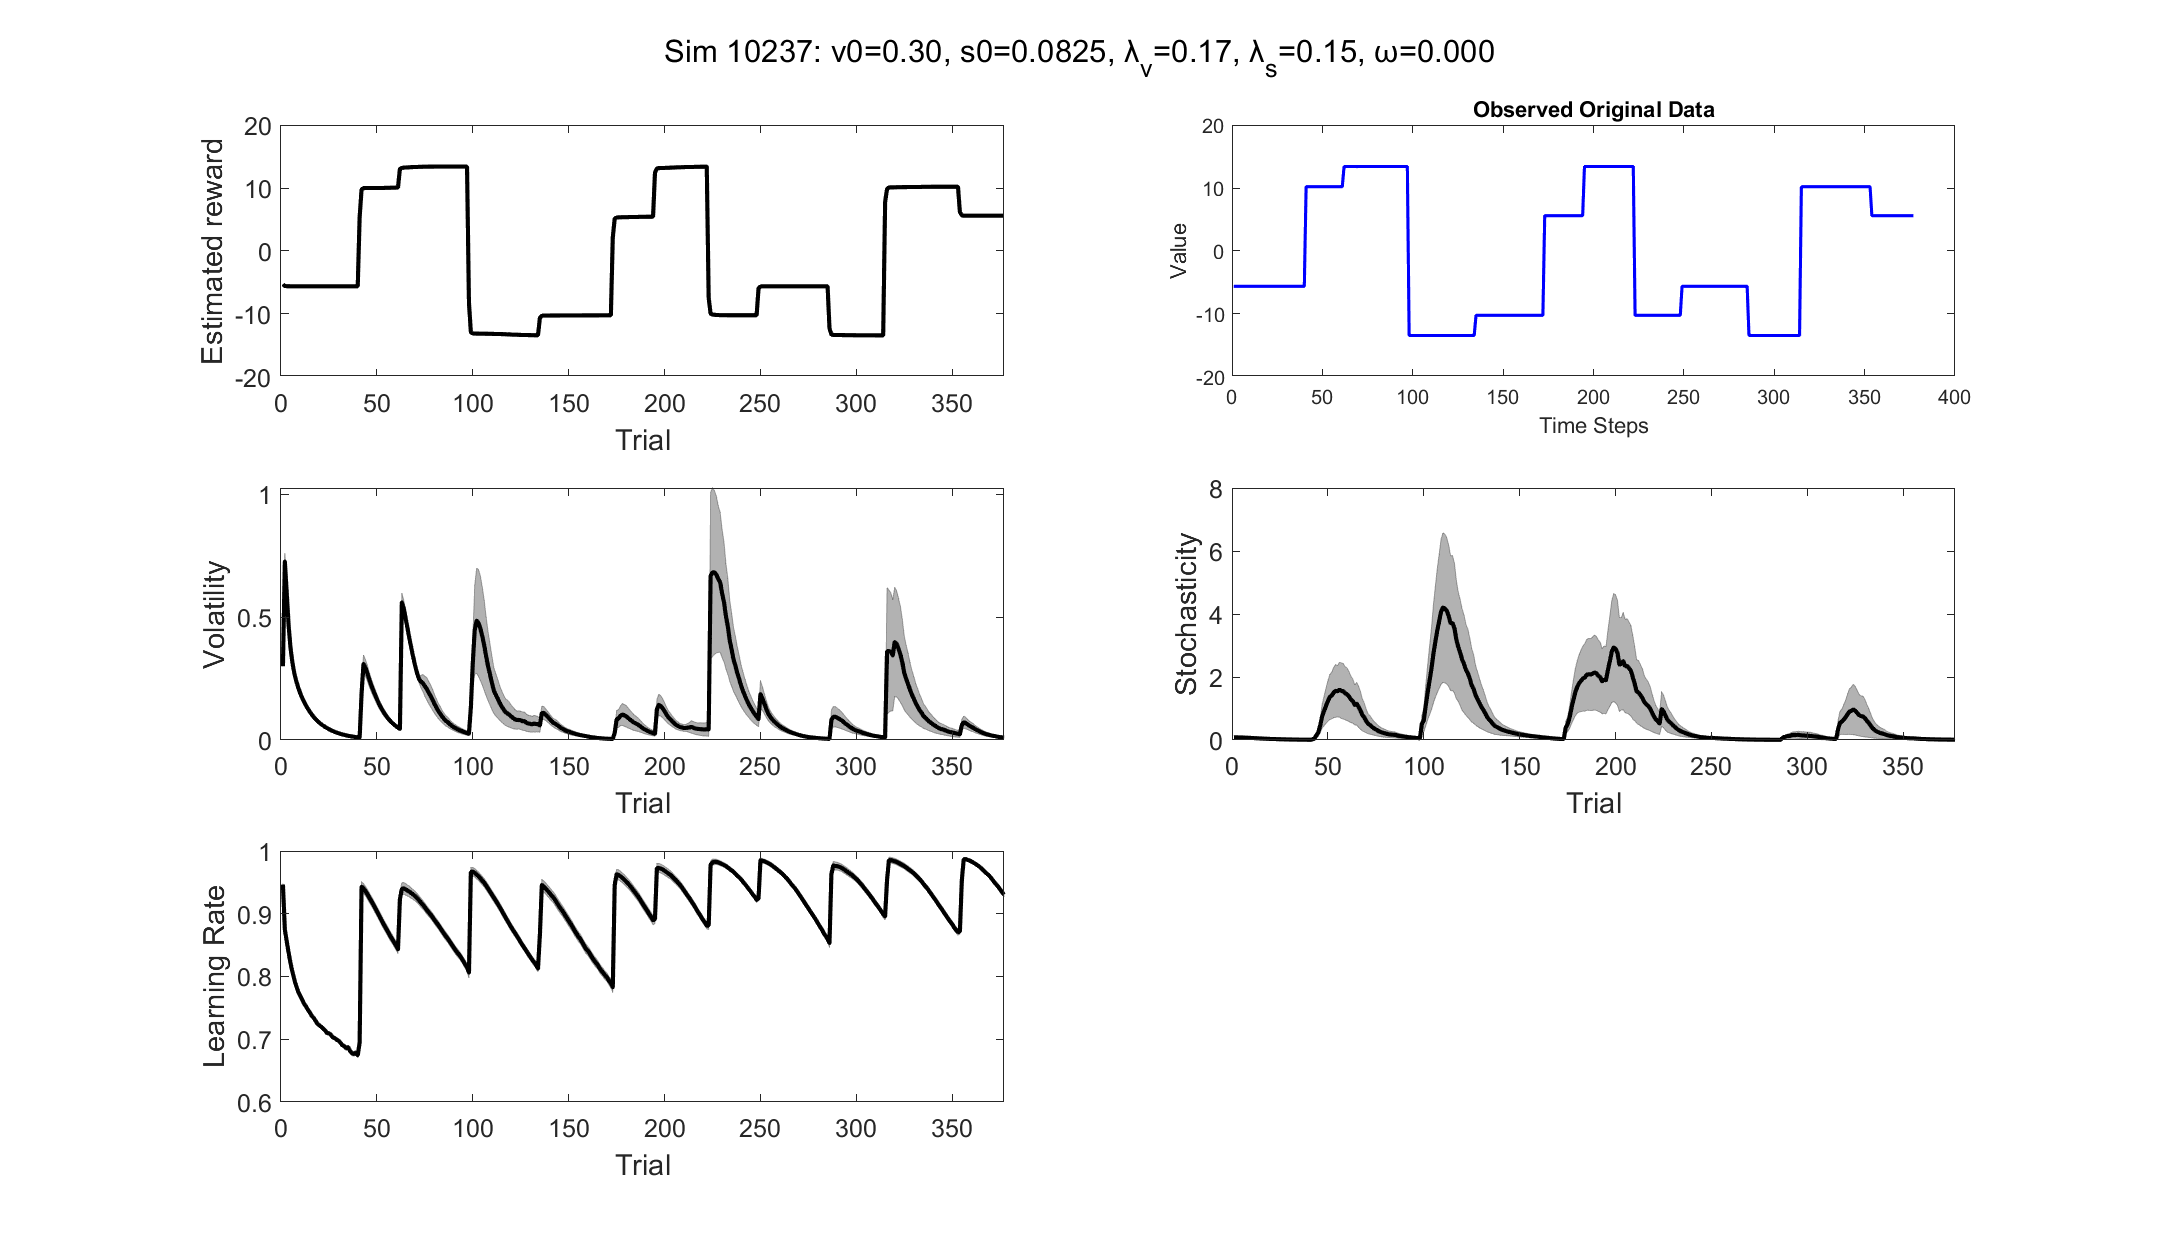 Sim 10237: v0=0.30, s0=0.0825, λ_v=0.17, λ_s=0.15, ω=0.000
Estimated reward
20
10
0
-10
-20
0 50 100 150 200 250 300 350
Trial
Observed Original Data
Value
20
10
0
-10
-20
0 50 100 150 200 250 300 350 400
Time Steps
Volatility
1
0.5
0
0 50 100 150 200 250 300 350
Trial
Stochasticity
8
6
4
2
0
0 50 100 150 200 250 300 350
Trial
Learning Rate
1
0.9
0.8
0.7
0.6
0 50 100 150 200 250 300 350
Trial